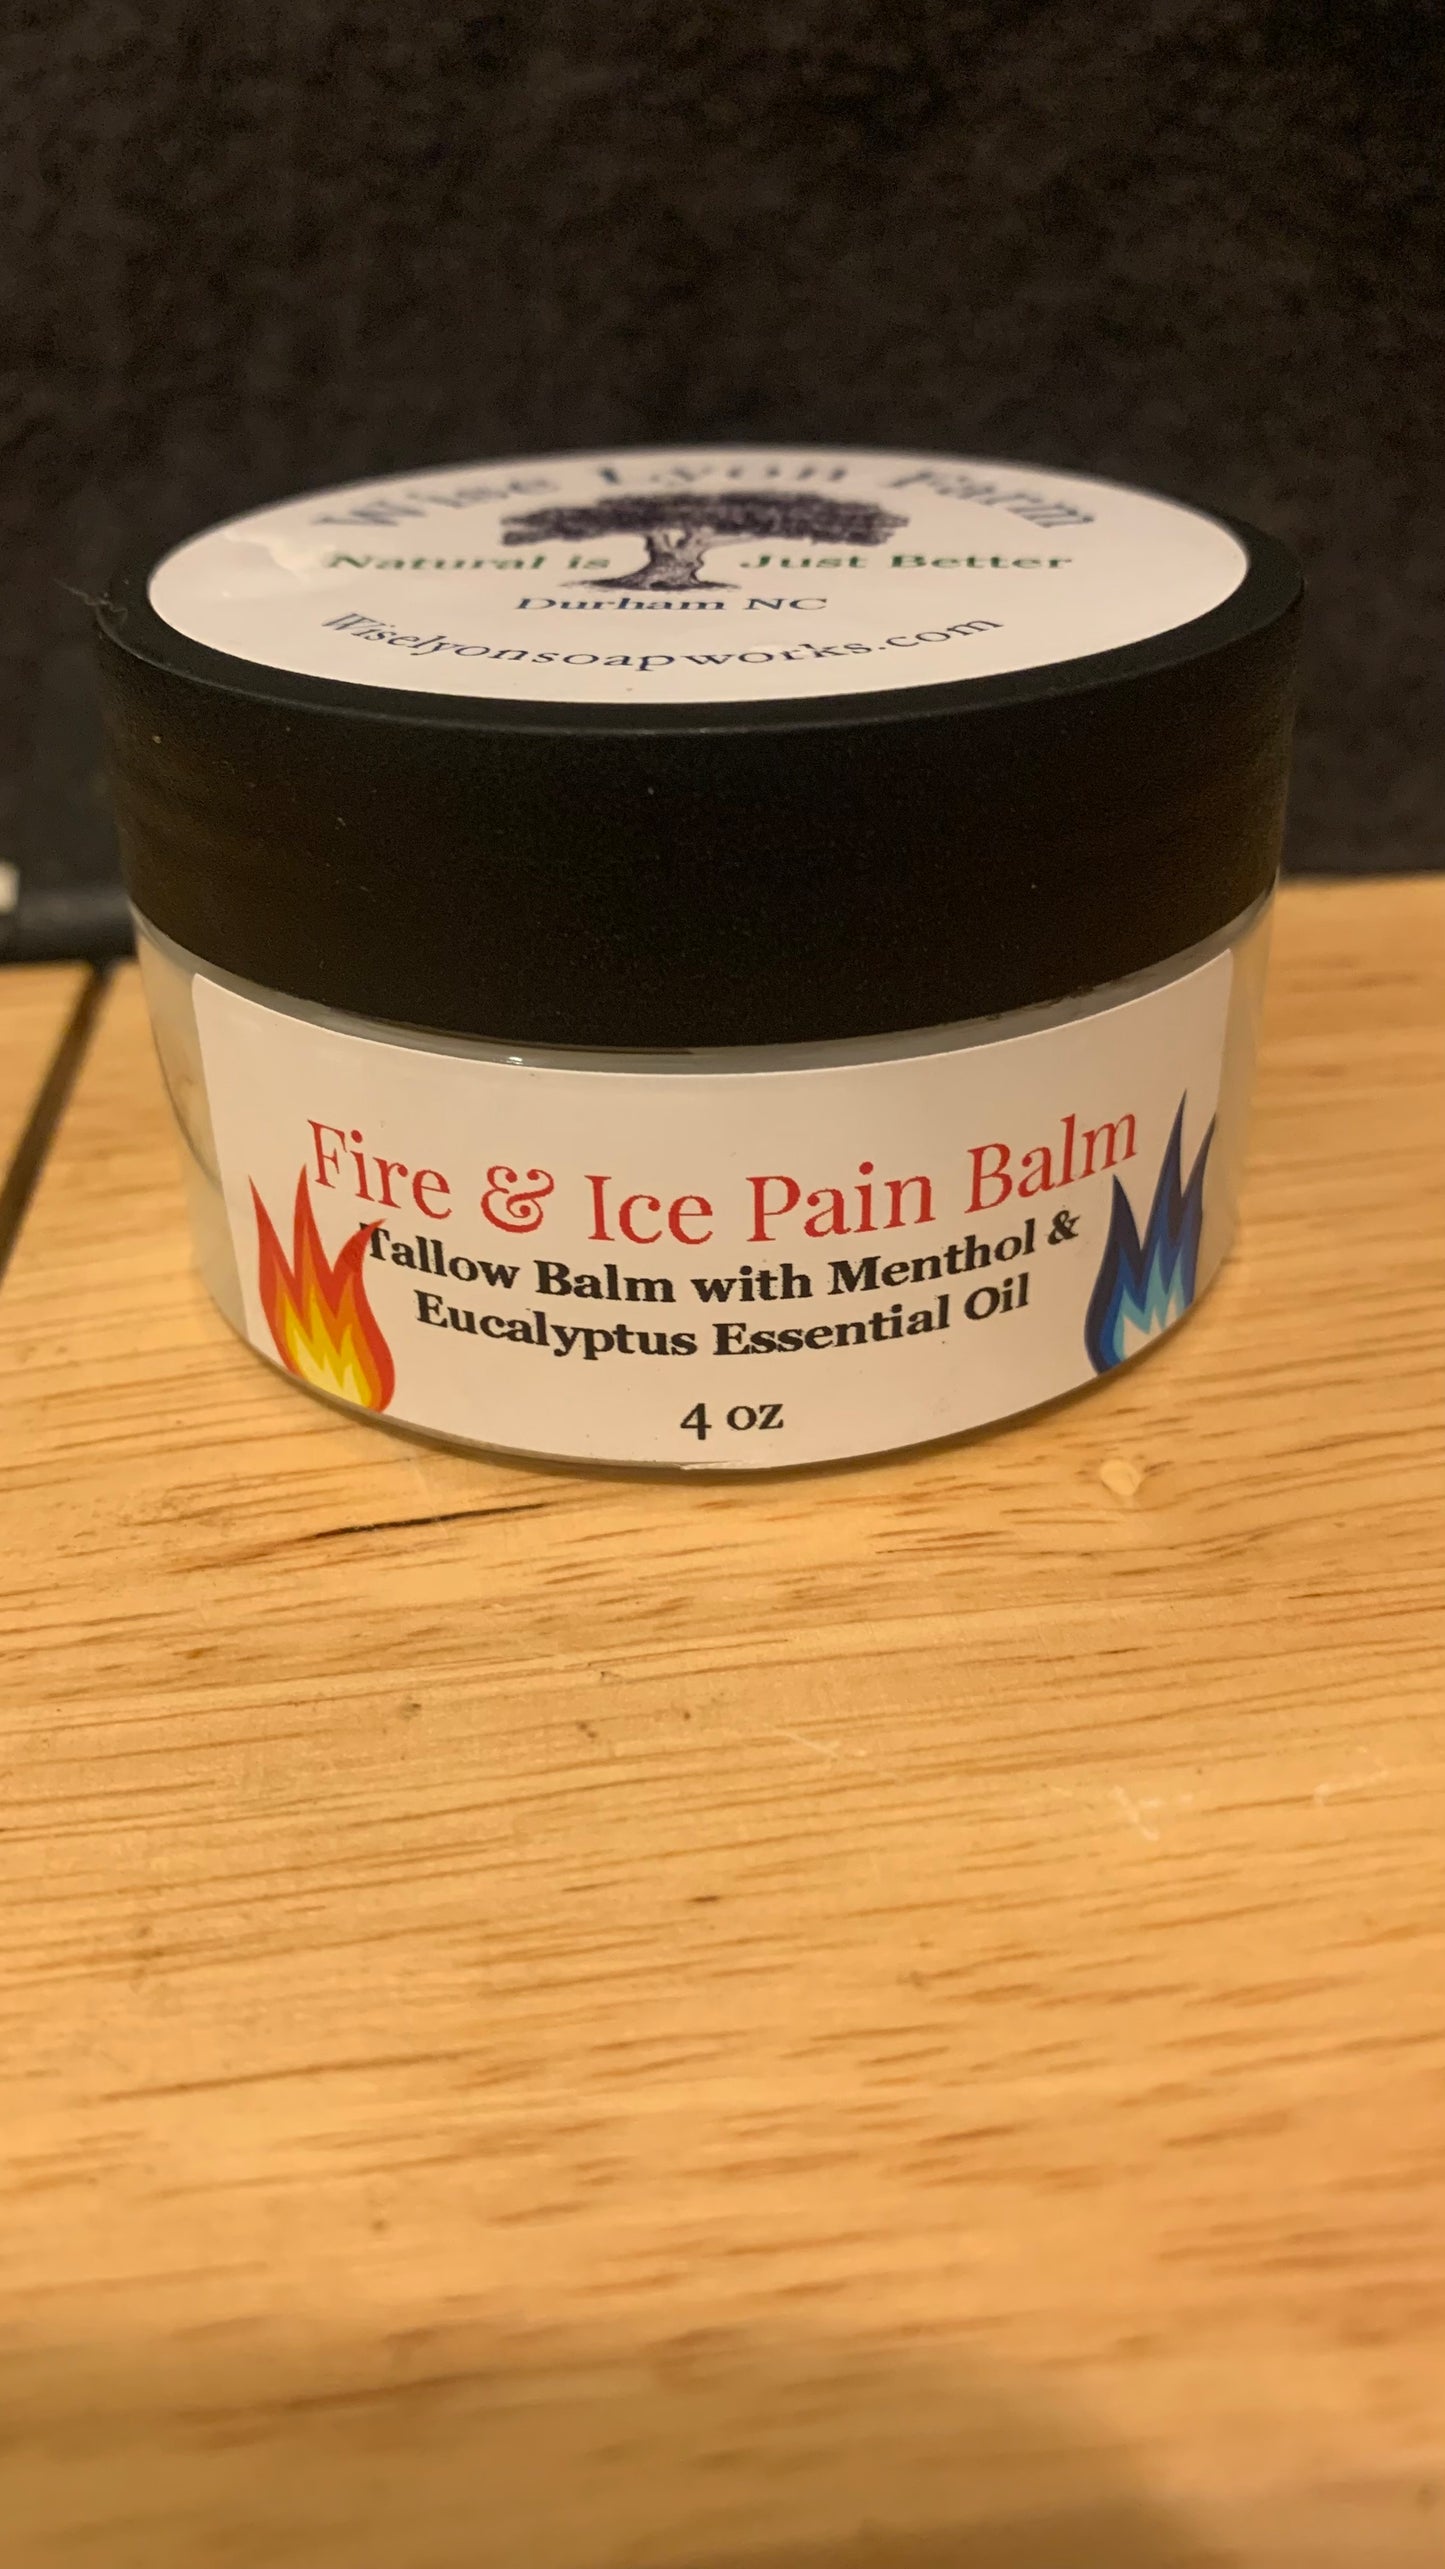 Wise Lyon Farm
Natural is Just Better
Durham NC
Wiselyonsoapworks.com
Fire & Ice Pain Balm
Tallow Balm with Menthol &
Eucalyptus Essential Oil
4 oz